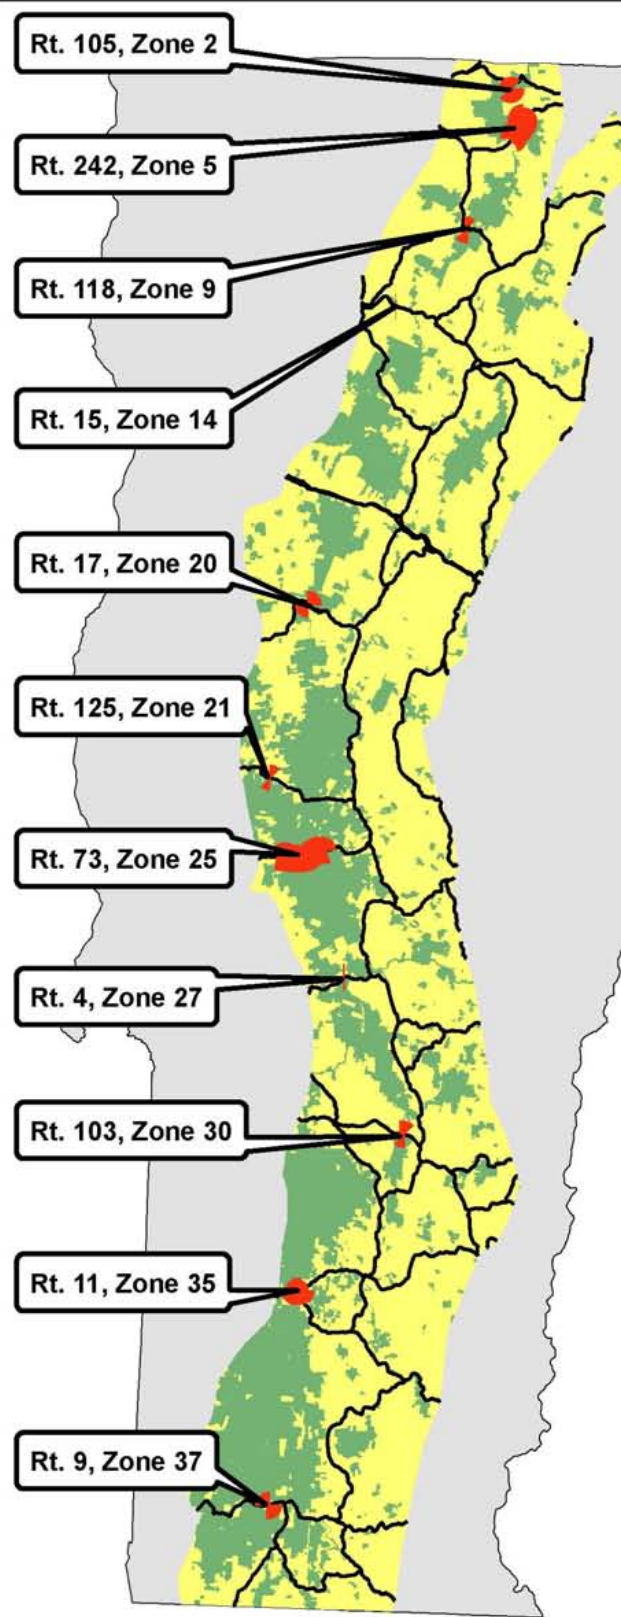 Rt. 105, Zone 2
Rt. 242, Zone 5
Rt. 118, Zone 9
Rt. 15, Zone 14
Rt. 17, Zone 20
Rt. 125, Zone 21
Rt. 73, Zone 25
Rt. 4, Zone 27
Rt. 103, Zone 30
Rt. 11, Zone 35
Rt. 9, Zone 37